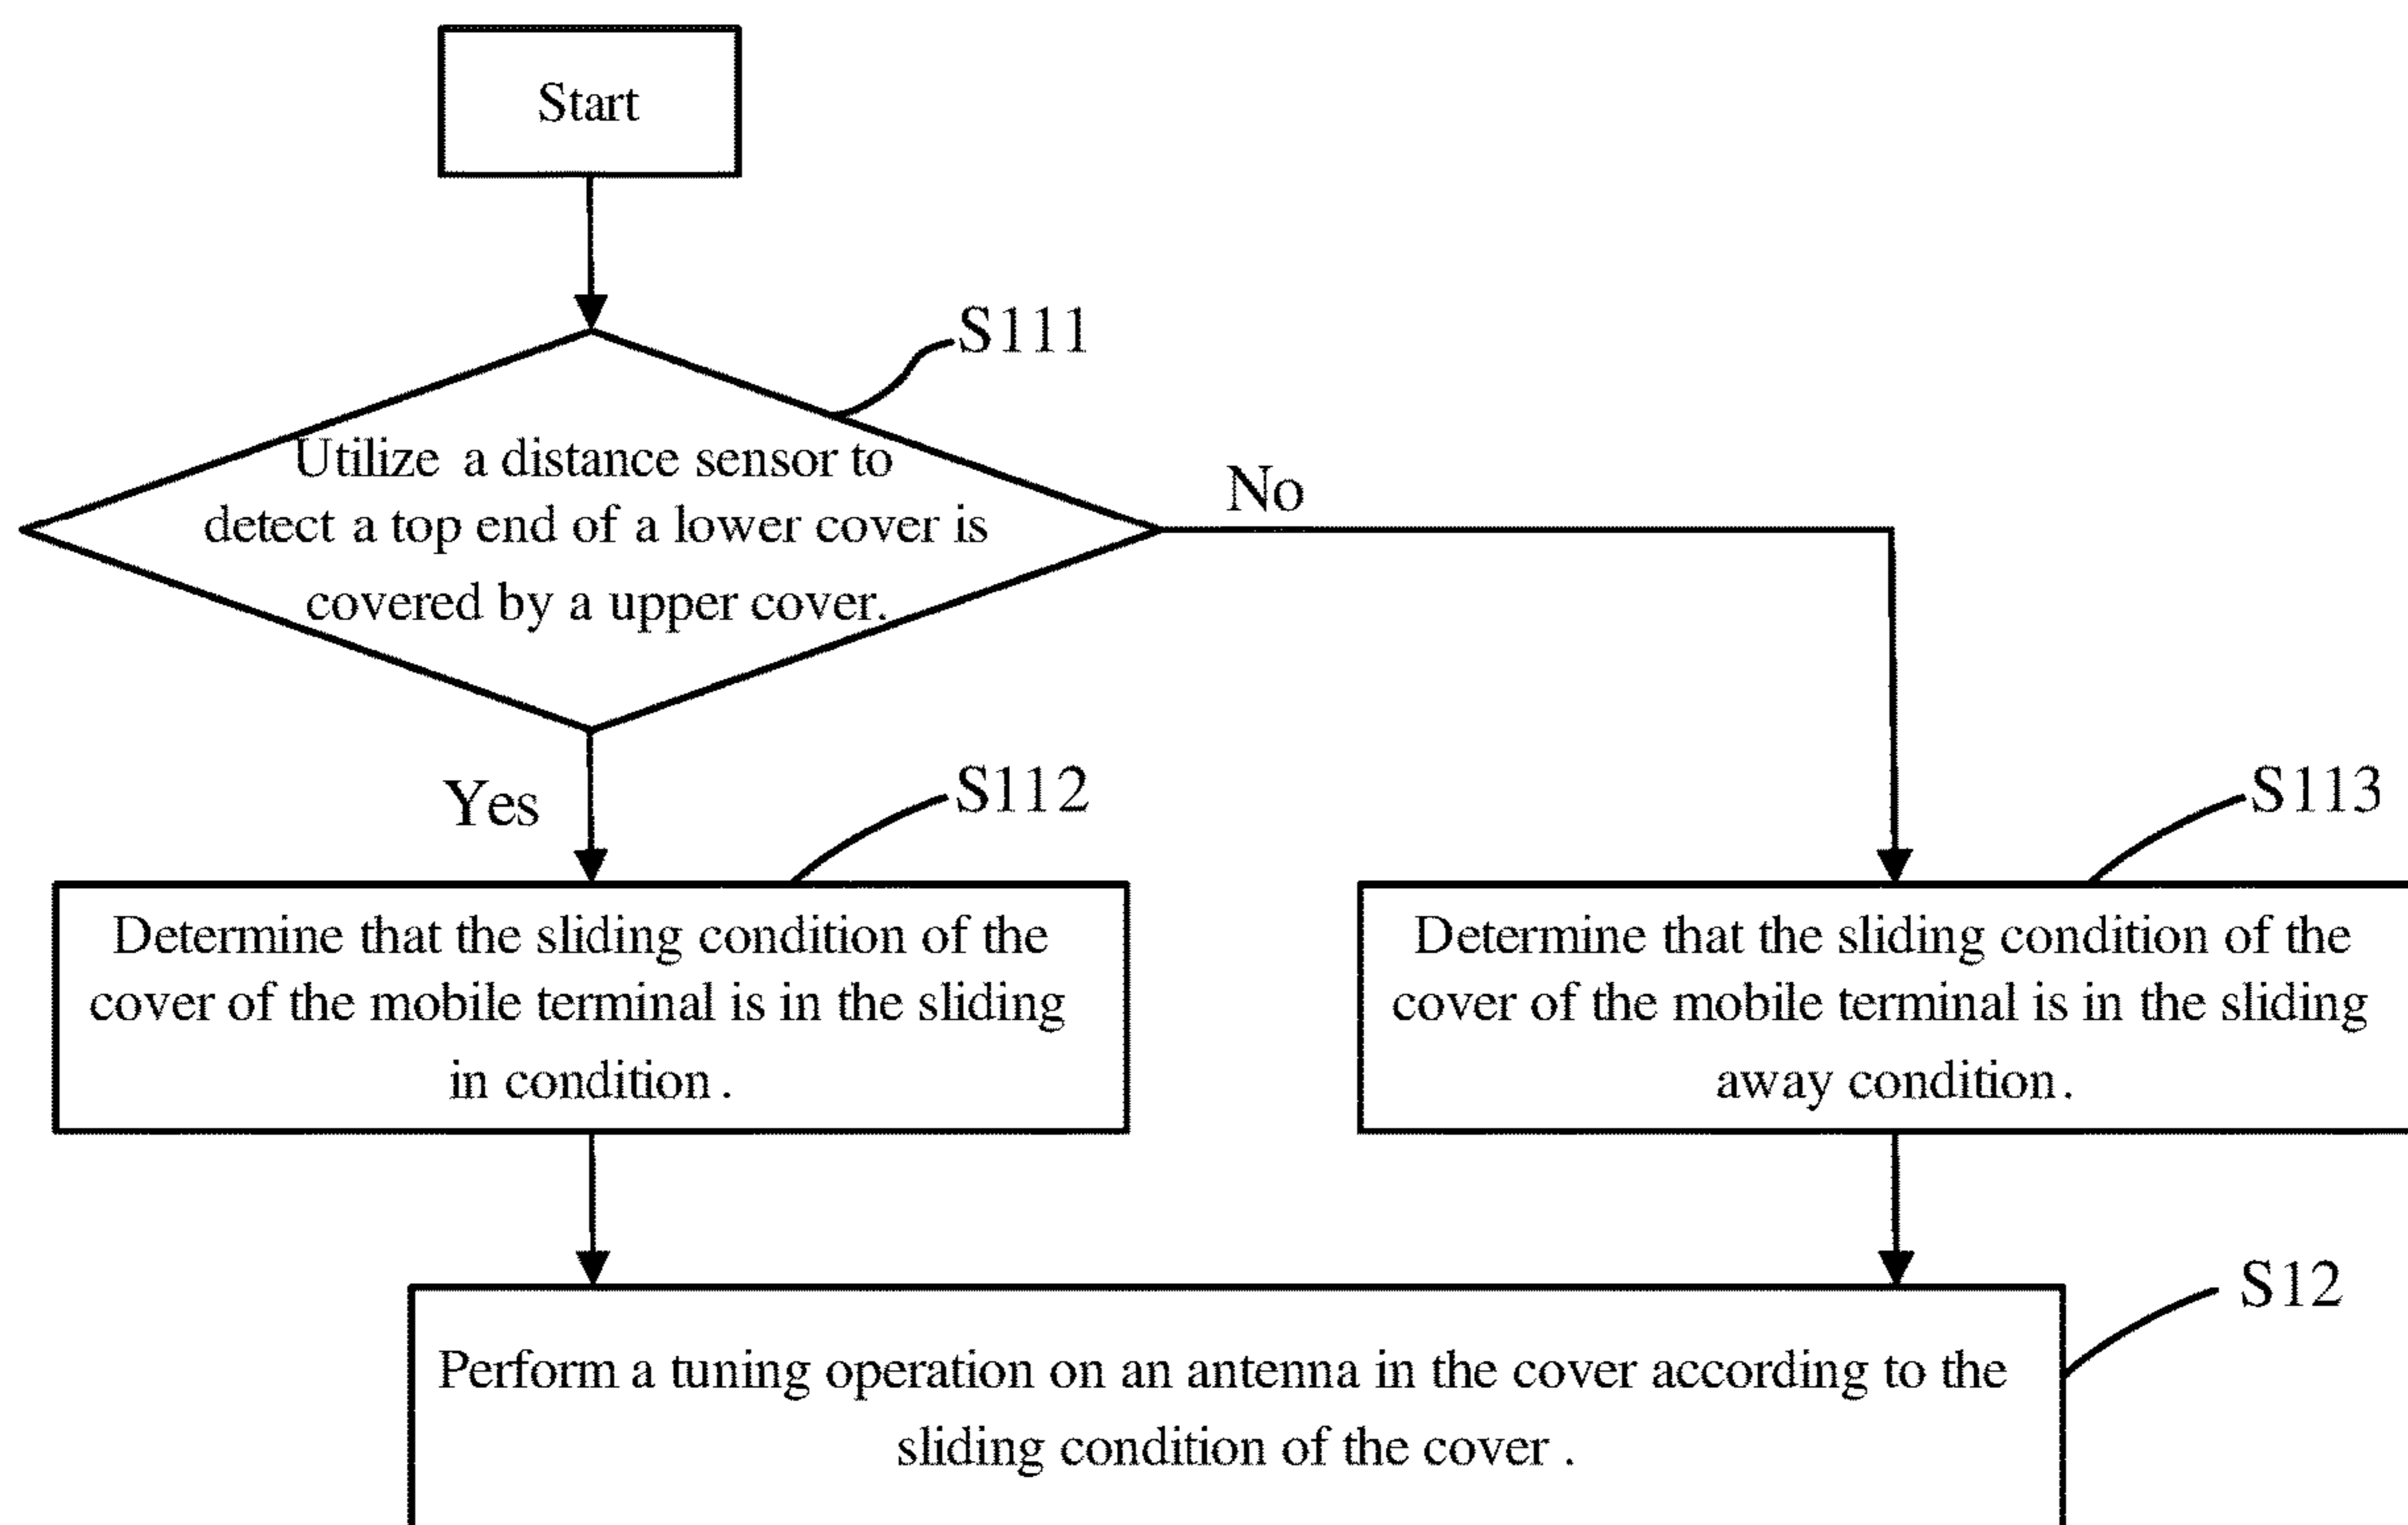 Start
S111
Utilize a distance sensor to
detect a top end of a lower cover is
covered by a upper cover.
No
Yes
S112
S113
Determine that the sliding condition of the
cover of the mobile terminal is in the sliding
in condition .
Determine that the sliding condition of the
cover of the mobile terminal is in the sliding
away condition.
S12
Perform a tuning operation on an antenna in the cover according to the
sliding condition of the cover .